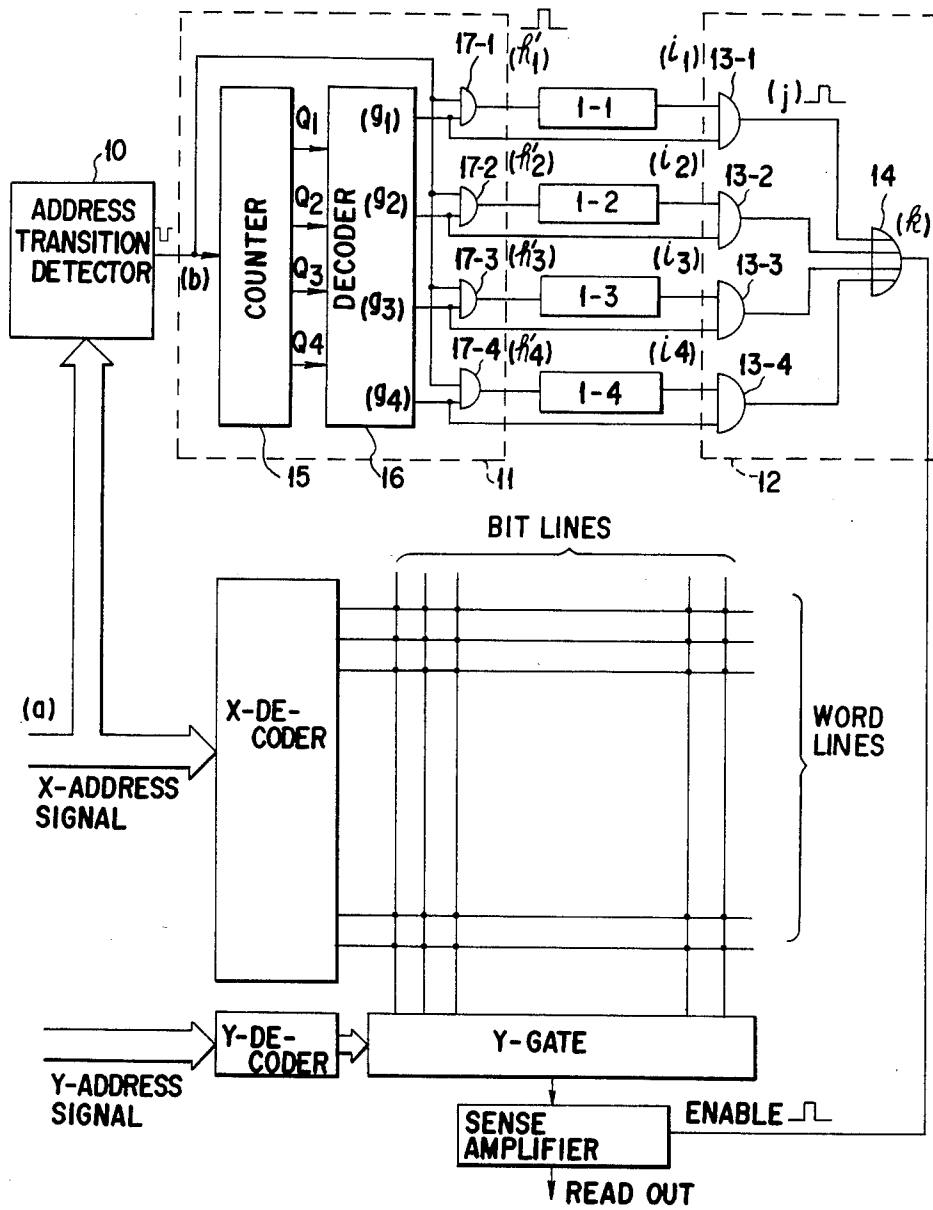 10
ADDRESS
TRANSITION
DETECTOR
(b)
COUNTER
15
Q1
Q2
Q3
Q4
DECODER
16
(g1)
(g2)
(g3)
(g4)
11
17-1
17-2
17-3
17-4
(h'1)
(h'2)
(h'3)
(h'4)
1-1
1-2
1-3
1-4
(i1)
(i2)
(i3)
(i4)
13-1
13-2
13-3
13-4
(j)
14
(k)
12
BIT LINES
WORD
LINES
(a)
X-ADDRESS
SIGNAL
X-DE-
CODER
Y-ADDRESS
SIGNAL
Y-DE-
CODER
Y-GATE
SENSE
AMPLIFIER
ENABLE
READ OUT